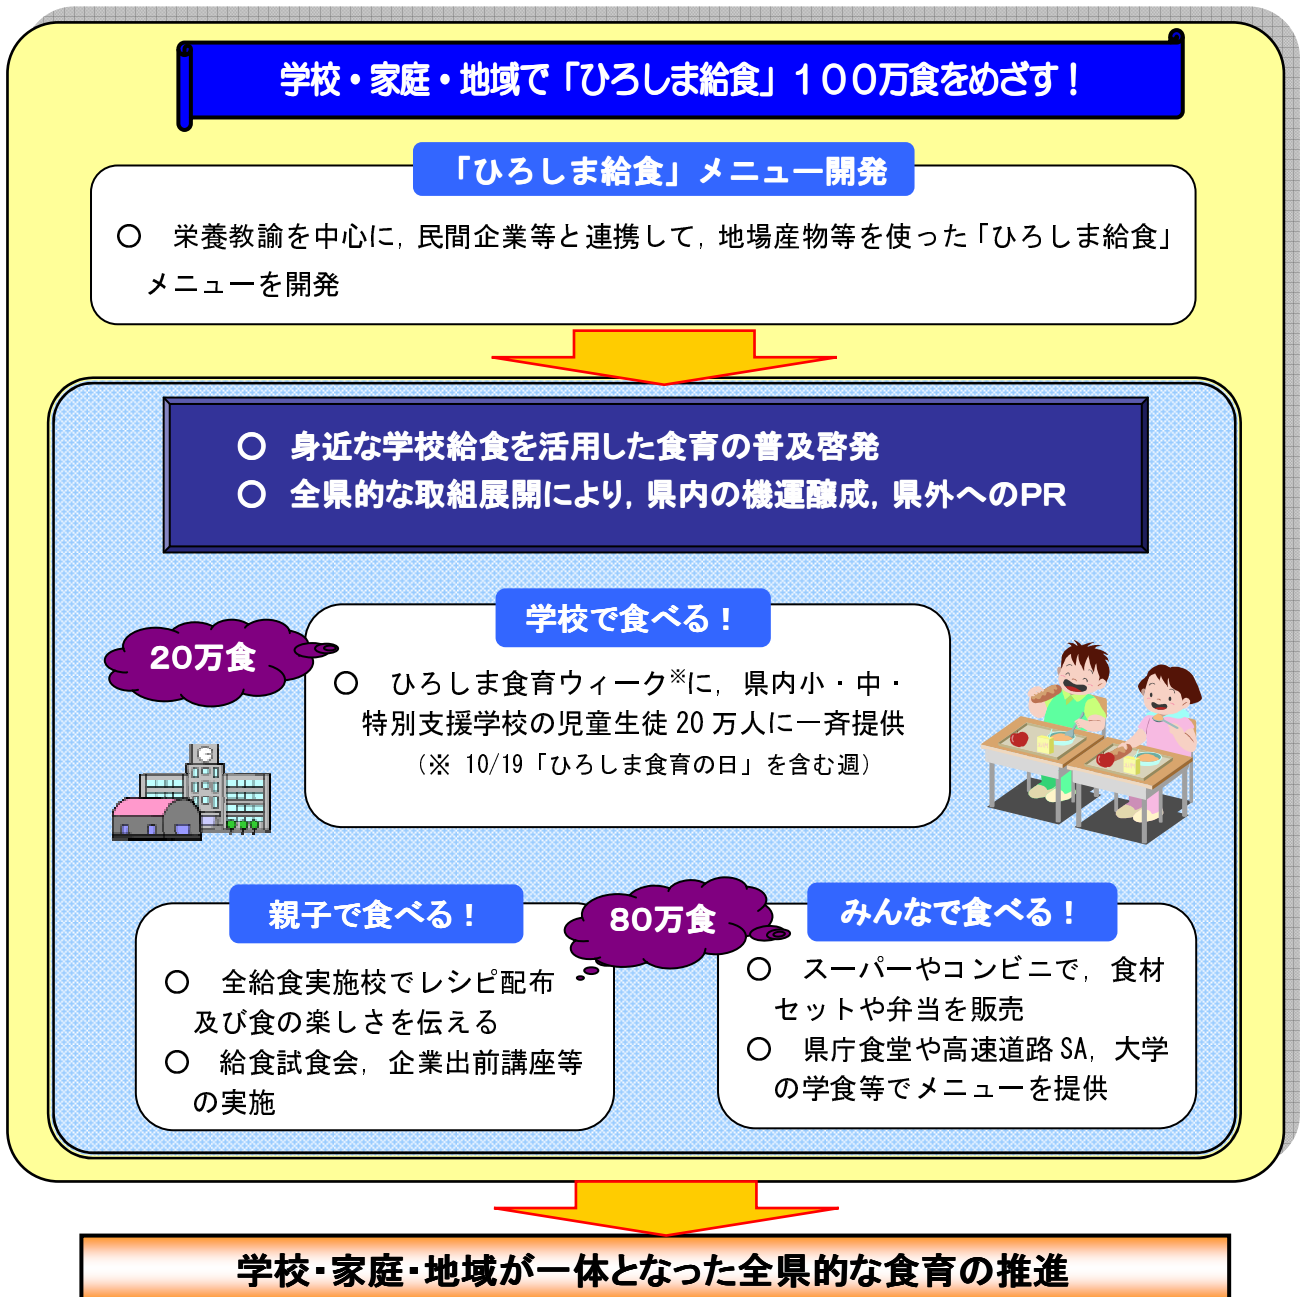 学校・家庭・地域で「ひろしま給食」１００万食をめざす！
「ひろしま給食」メニュー開発
○　栄養教諭を中心に，民間企業等と連携して，地場産物等を使った「ひろしま給食」
メニューを開発
○　身近な学校給食を活用した食育の普及啓発
○　全県的な取組展開により，県内の機運醸成，県外へのPR
学校で食べる！
20万食
○　ひろしま食育ウィーク※に，県内小・中・
特別支援学校の児童生徒20万人に一斉提供
（※ 10/19「ひろしま食育の日」を含む週）
親子で食べる！
○　全給食実施校でレシピ配布
及び食の楽しさを伝える
○　給食試食会，企業出前講座等
の実施
80万食
みんなで食べる！
○　スーパーやコンビニで，食材
セットや弁当を販売
○　県庁食堂や高速道路SA，大学
の学食等でメニューを提供
学校・家庭・地域が一体となった全県的な食育の推進